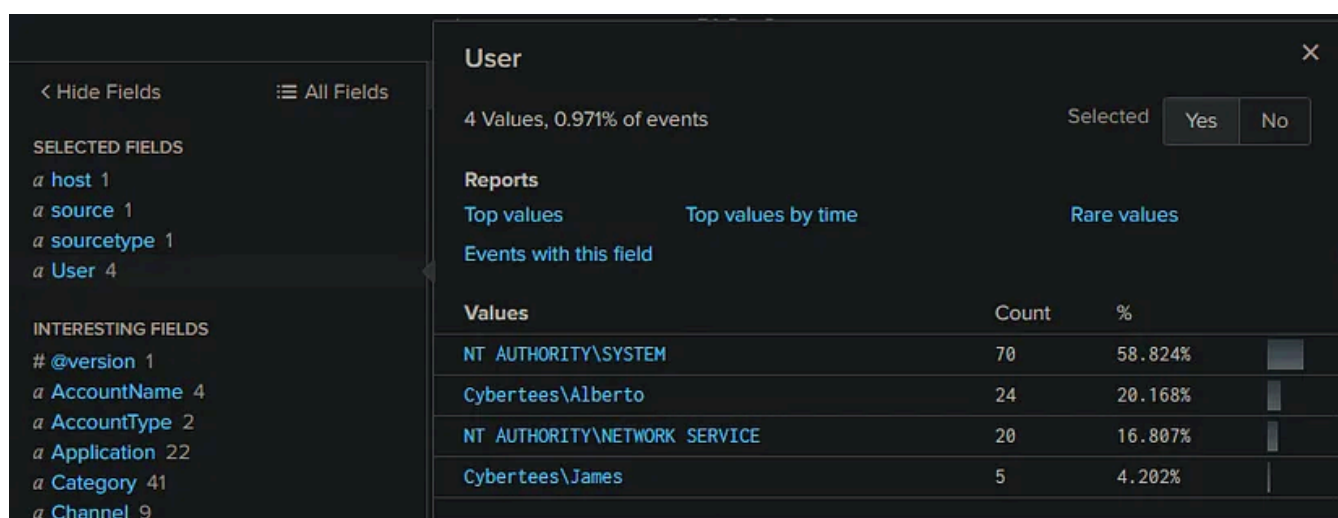 < Hide Fields
All Fields
SELECTED FIELDS
a host 1
a source 1
a sourcetype 1
a User 4
INTERESTING FIELDS
# @version 1
a AccountName 4
a AccountType 2
a Application 22
a Category 41
a Channel 9
User
4 Values, 0.971% of events
Selected Yes No
Reports
Top values Top values by time Rare values
Events with this field
Values Count %
NT AUTHORITY\SYSTEM 70 58.824%
Cybertees\Alberto 24 20.168%
NT AUTHORITY\NETWORK SERVICE 20 16.807%
Cybertees\James 5 4.202%